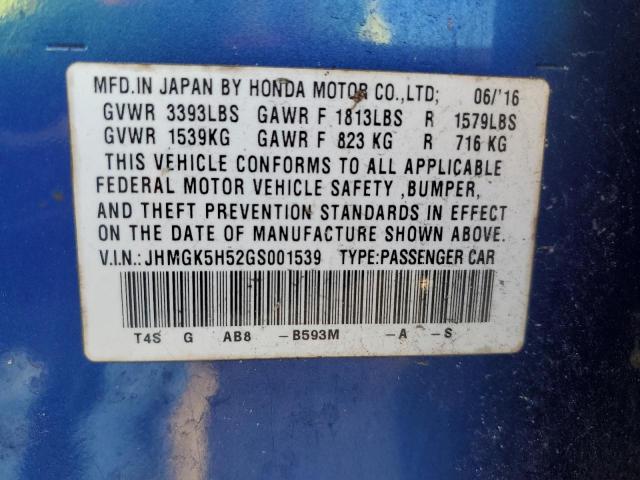 MFD.IN JAPAN BY HONDA MOTOR CO.,LTD; 06/'16
GVWR 3393LBS GAWR F 1813LBS R 1579LBS
GVWR 1539KG GAWR F 823 KG R 716 KG
THIS VEHICLE CONFORMS TO ALL APPLICABLE
FEDERAL MOTOR VEHICLE SAFETY ,BUMPER,
AND THEFT PREVENTION STANDARDS IN EFFECT
ON THE DATE OF MANUFACTURE SHOWN ABOVE.
V.I.N.:JHMGK5H52GS001539 TYPE:PASSENGER CAR
T4S G AB8 -B593M -A -S